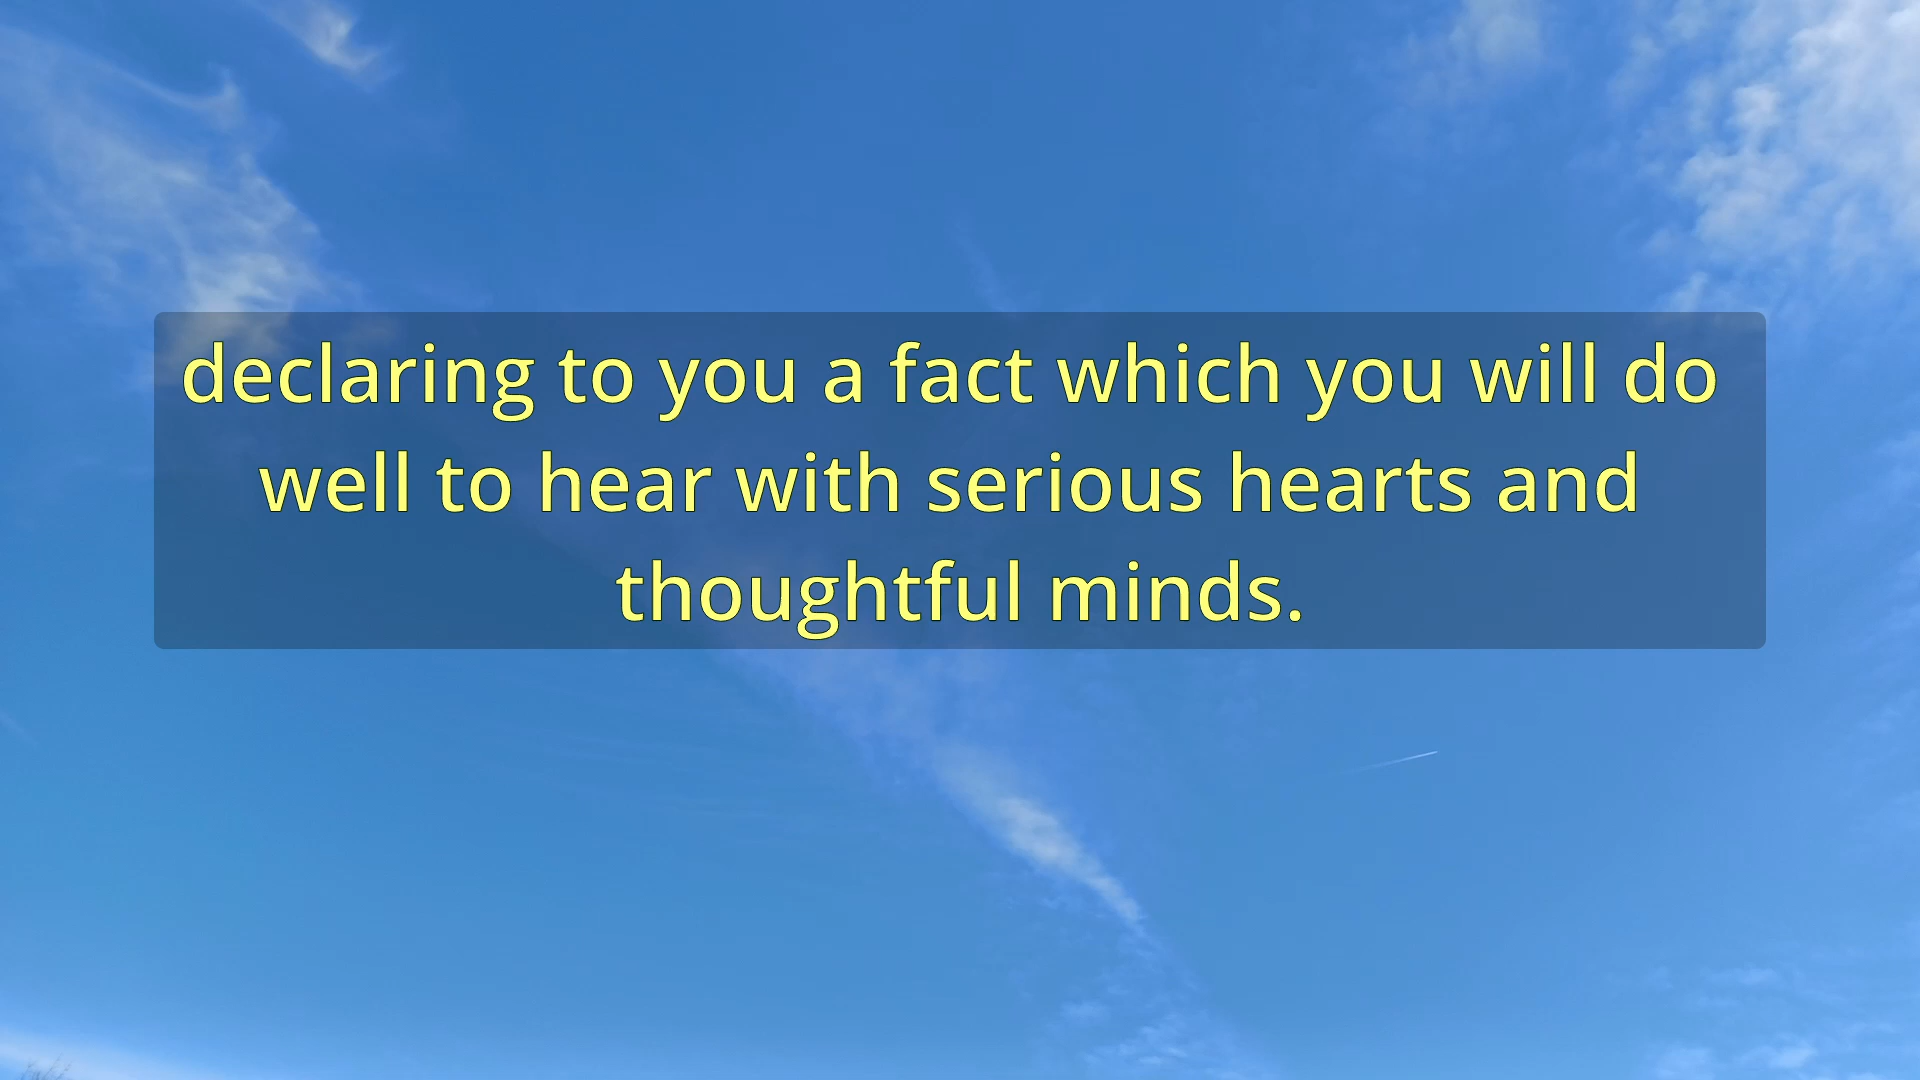 declaring to you a fact which you will do
well to hear with serious hearts and
thoughtful minds.